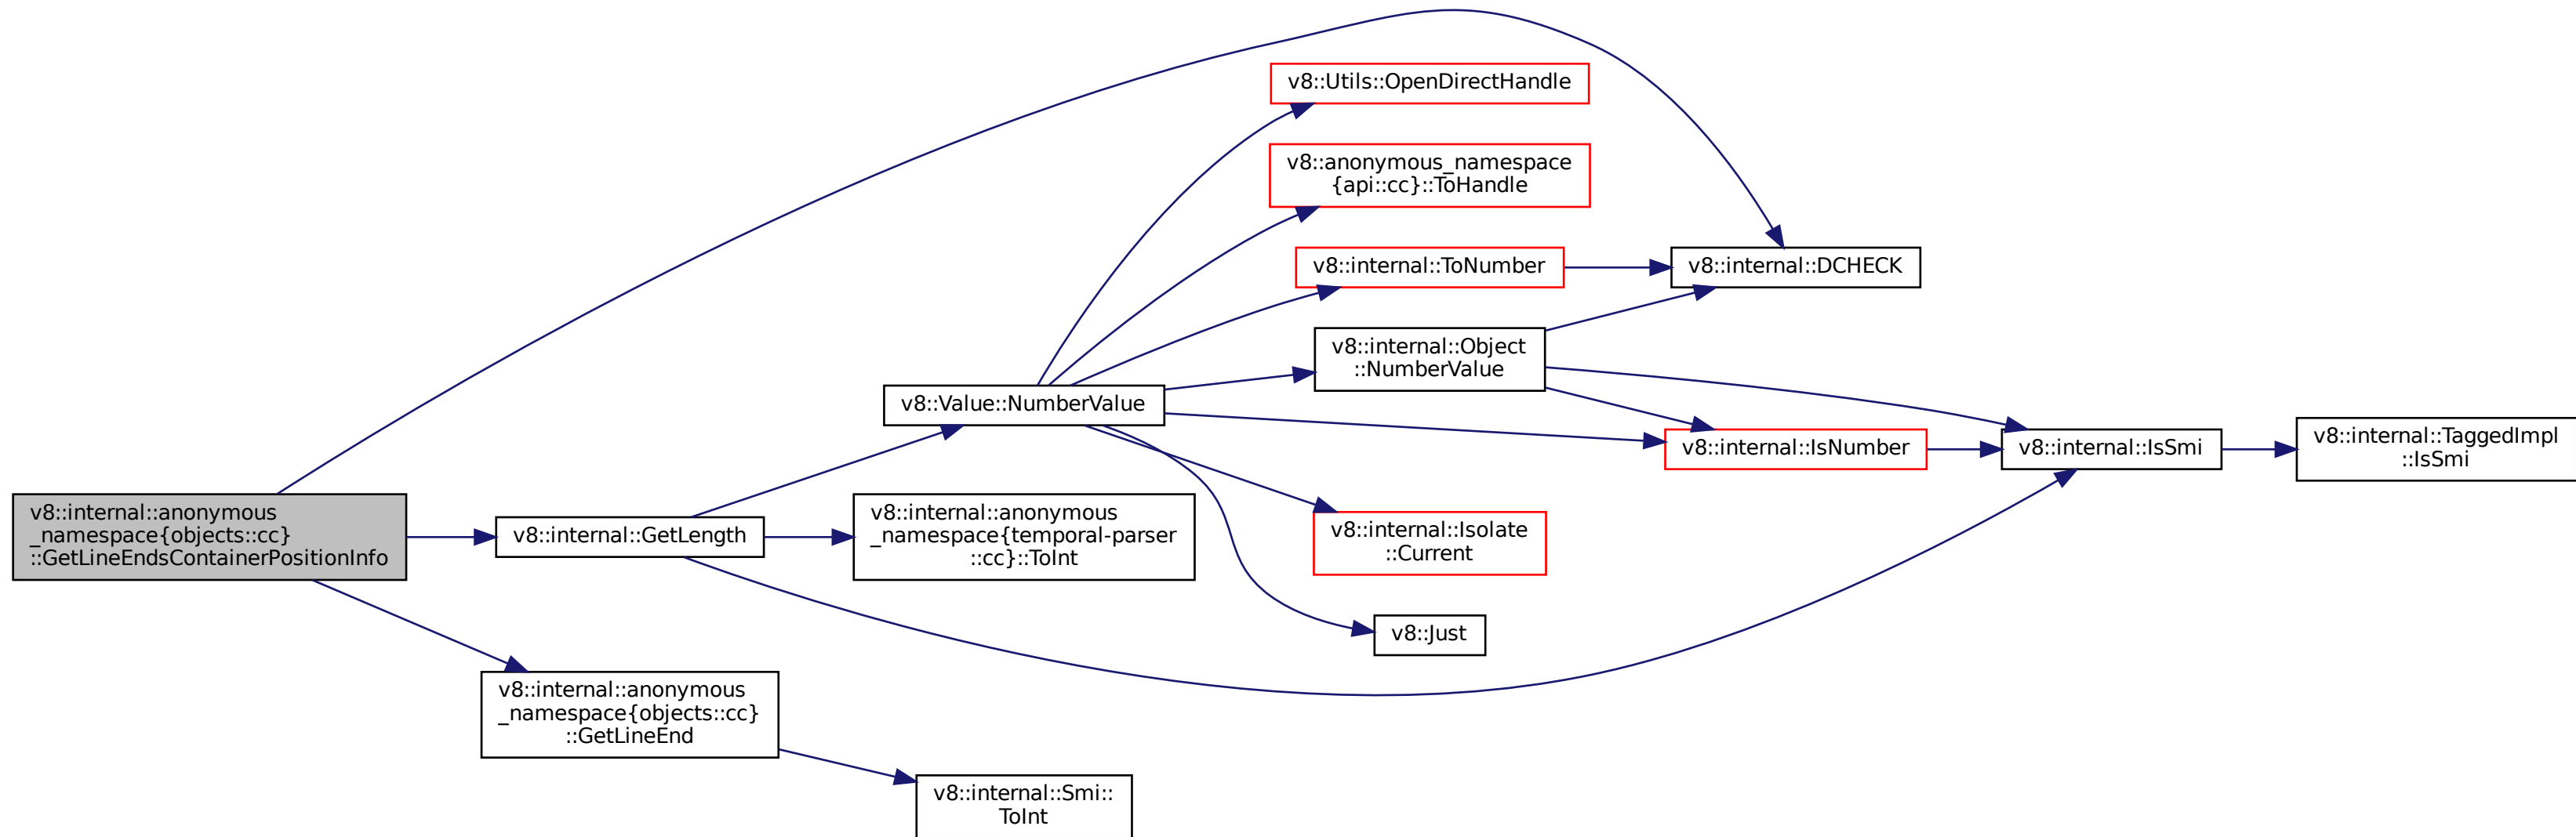 v8::Utils::OpenDirectHandle
v8::anonymous_namespace
{api::cc}::ToHandle
v8::internal::ToNumber
v8::internal::DCHECK
v8::internal::Object
::NumberValue
v8::Value::NumberValue
v8::internal::IsNumber
v8::internal::IsSmi
v8::internal::TaggedImpl
::IsSmi
v8::internal::anonymous
_namespace{objects::cc}
::GetLineEndsContainerPositionInfo
v8::internal::GetLength
v8::internal::anonymous
_namespace{temporal-parser
::cc}::ToInt
v8::internal::Isolate
::Current
v8::Just
v8::internal::anonymous
_namespace{objects::cc}
::GetLineEnd
v8::internal::Smi::
ToInt